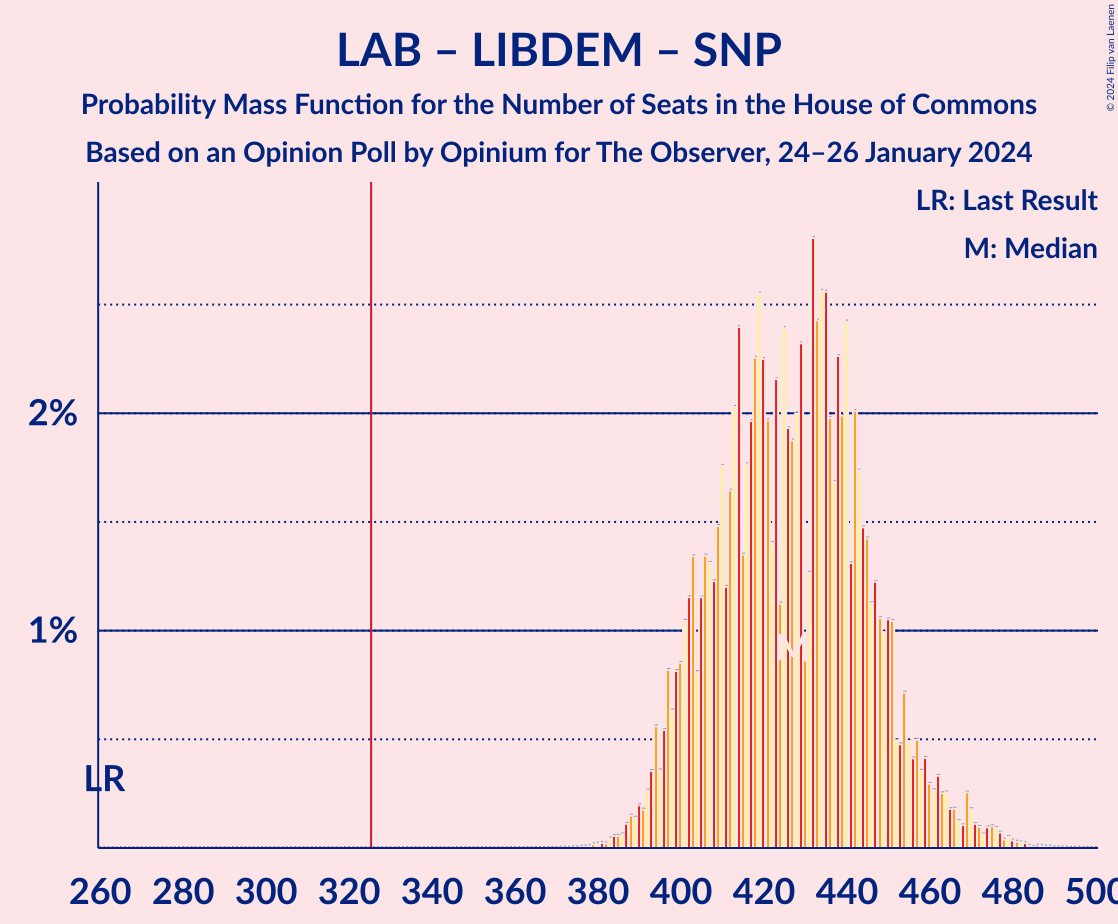 LAB – LIBDEM – SNP
Probability Mass Function for the Number of Seats in the House of Commons
Based on an Opinion Poll by Opinium for The Observer, 24–26 January 2024
© 2024 Filip van Laenen
LR: Last Result
M: Median
2%
1%
LR
M
260 280 300 320 340 360 380 400 420 440 460 480 500